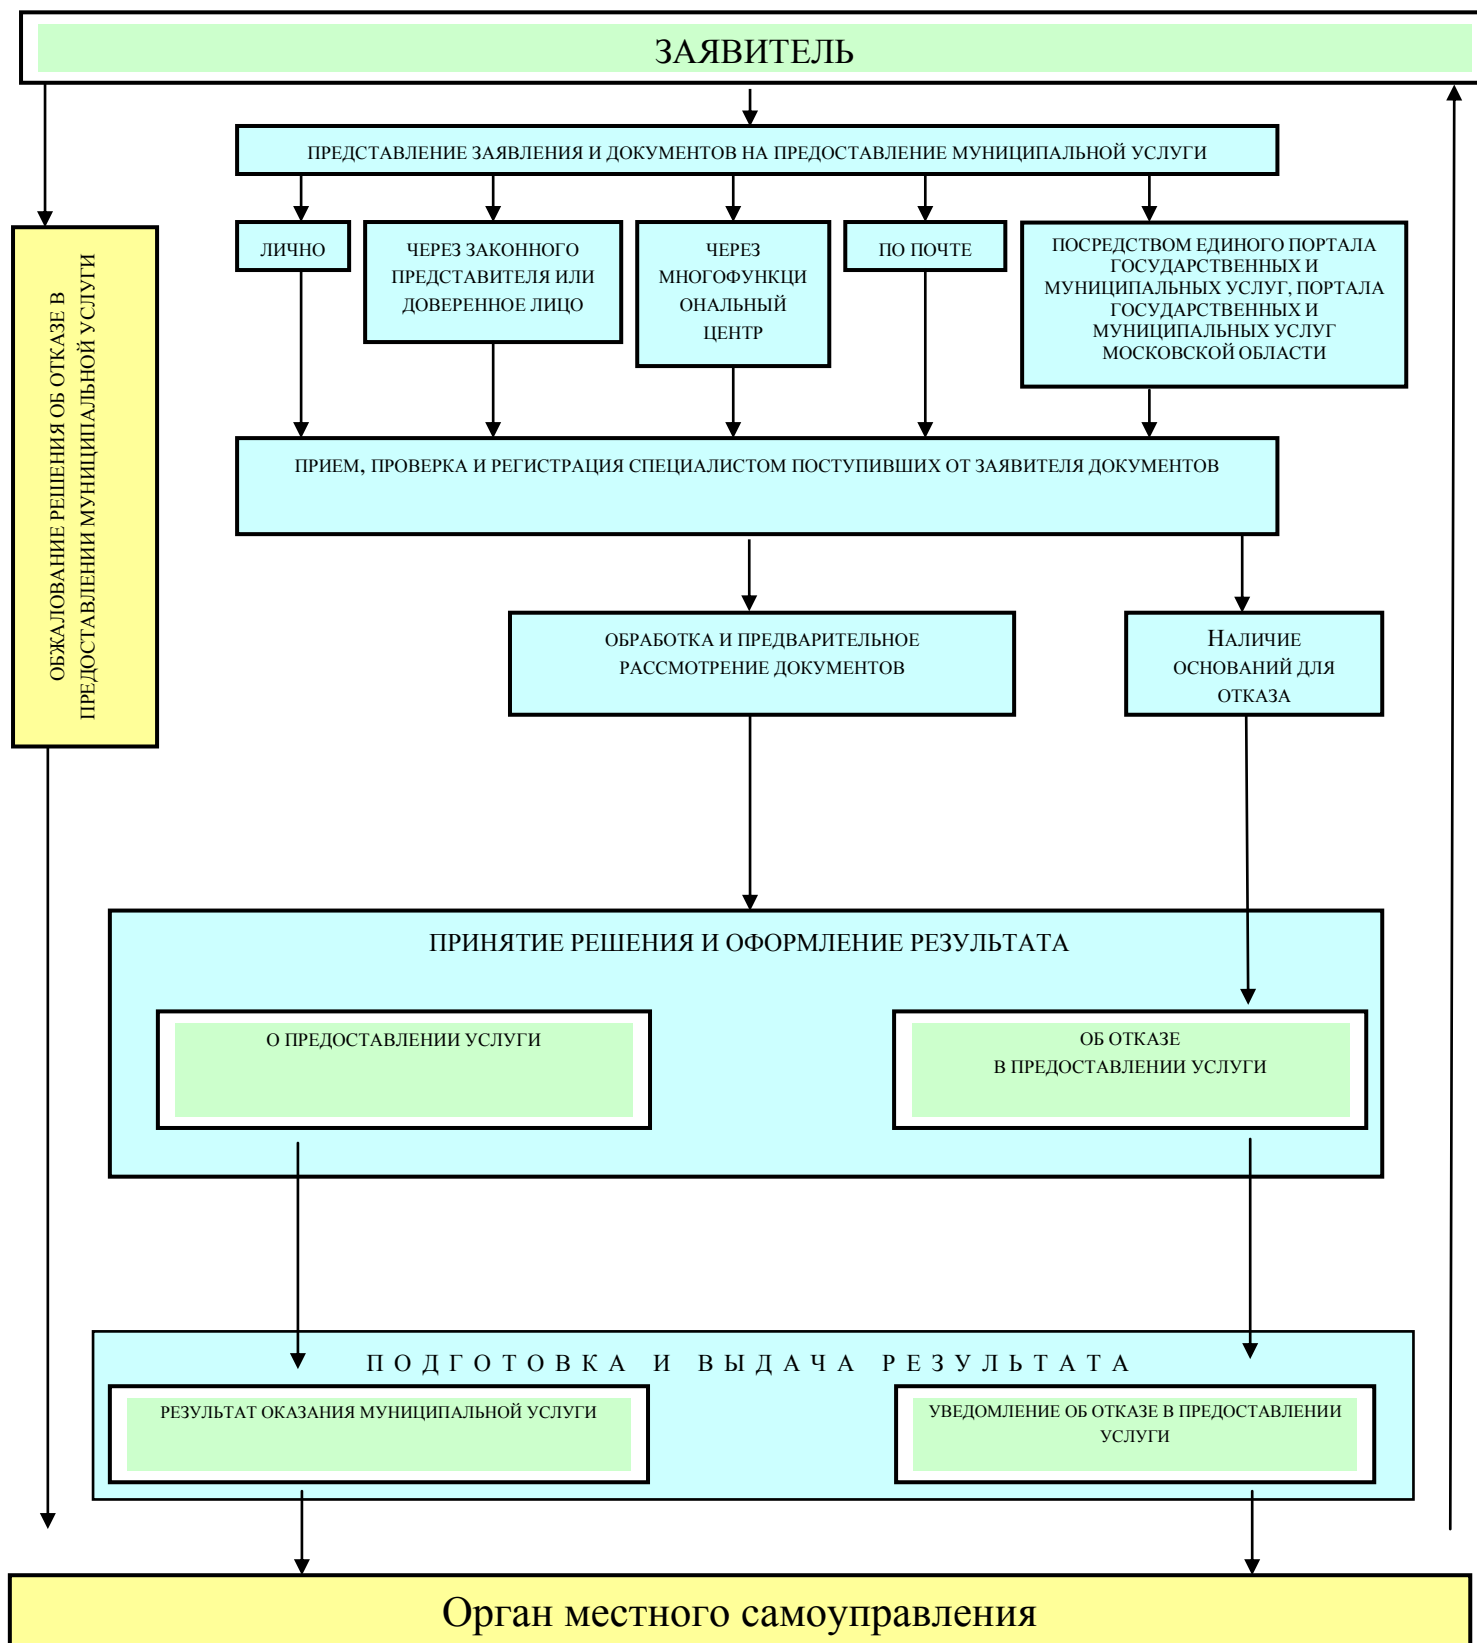 ЗАЯВИТЕЛЬ
ПРЕДСТАВЛЕНИЕ ЗАЯВЛЕНИЯ И ДОКУМЕНТОВ НА ПРЕДОСТАВЛЕНИЕ МУНИЦИПАЛЬНОЙ УСЛУГИ
ЛИЧНО
ЧЕРЕЗ ЗАКОННОГО
ПРЕДСТАВИТЕЛЯ ИЛИ
ДОВЕРЕННОЕ ЛИЦО
ЧЕРЕЗ
МНОГОФУНКЦИ
ОНАЛЬНЫЙ
ЦЕНТР
ПО ПОЧТЕ
ПОСРЕДСТВОМ ЕДИНОГО ПОРТАЛА
ГОСУДАРСТВЕННЫХ И
МУНИЦИПАЛЬНЫХ УСЛУГ, ПОРТАЛА
ГОСУДАРСТВЕННЫХ И
МУНИЦИПАЛЬНЫХ УСЛУГ
МОСКОВСКОЙ ОБЛАСТИ
ОБЖАЛОВАНИЕ РЕШЕНИЯ ОБ ОТКАЗЕ В
ПРЕДОСТАВЛЕНИИ МУНИЦИПАЛЬНОЙ УСЛУГИ
ПРИЕМ, ПРОВЕРКА И РЕГИСТРАЦИЯ СПЕЦИАЛИСТОМ ПОСТУПИВШИХ ОТ ЗАЯВИТЕЛЯ ДОКУМЕНТОВ
ОБРАБОТКА И ПРЕДВАРИТЕЛЬНОЕ
РАССМОТРЕНИЕ ДОКУМЕНТОВ
НАЛИЧИЕ
ОСНОВАНИЙ ДЛЯ
ОТКАЗА
ПРИНЯТИЕ РЕШЕНИЯ И ОФОРМЛЕНИЕ РЕЗУЛЬТАТА
О ПРЕДОСТАВЛЕНИИ УСЛУГИ
ОБ ОТКАЗЕ
В ПРЕДОСТАВЛЕНИИ УСЛУГИ
ПОДГОТОВКА И ВЫДАЧА РЕЗУЛЬТАТА
РЕЗУЛЬТАТ ОКАЗАНИЯ МУНИЦИПАЛЬНОЙ УСЛУГИ
УВЕДОМЛЕНИЕ ОБ ОТКАЗЕ В ПРЕДОСТАВЛЕНИИ
УСЛУГИ
Орган местного самоуправления